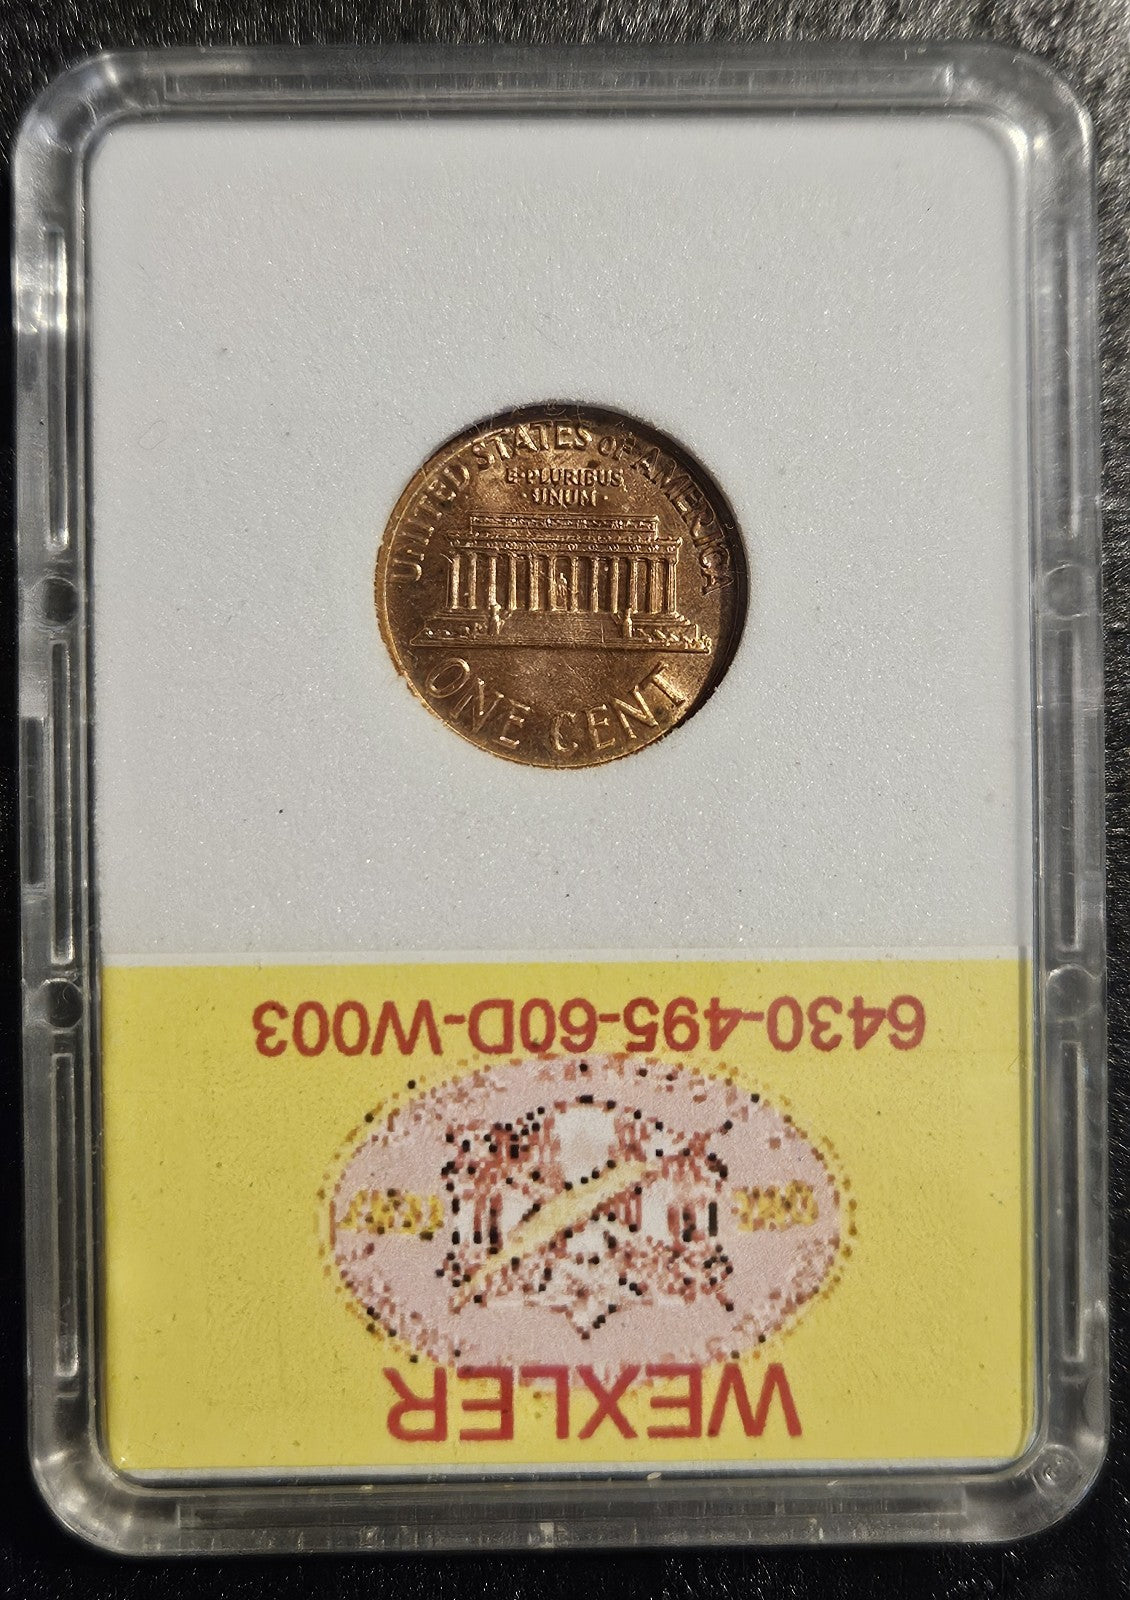 UNITED STATES OF AMERICA
E·PLURIBUS
·UNUM·
ONE CENT
6430-495-60D-W003
WEXLER